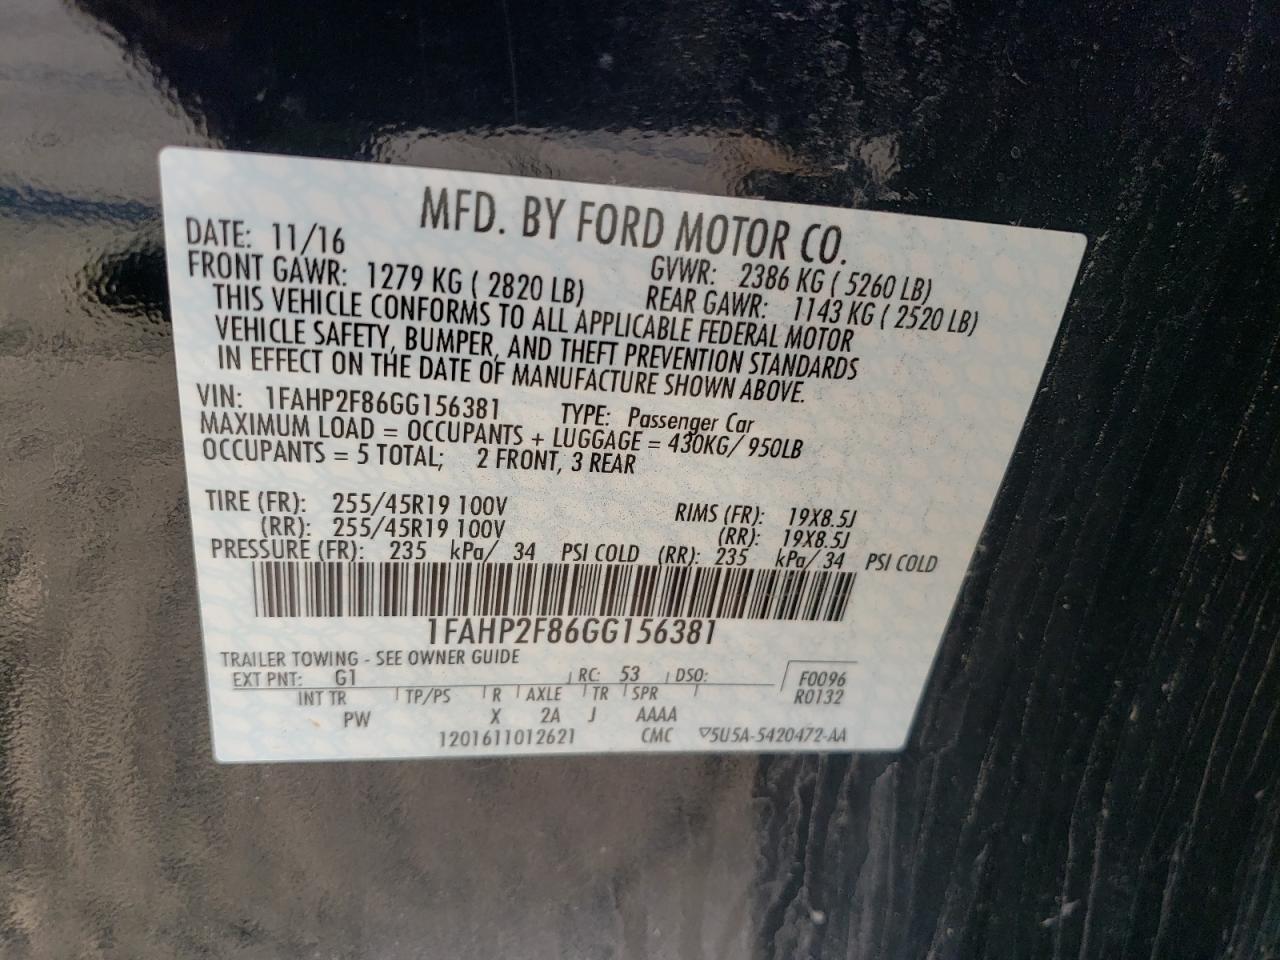 MFD. BY FORD MOTOR CO.
DATE: 11/16 GVWR: 2386 KG ( 5260 LB)
FRONT GAWR: 1279 KG ( 2820 LB) REAR GAWR: 1143 KG ( 2520 LB)
THIS VEHICLE CONFORMS TO ALL APPLICABLE FEDERAL MOTOR
VEHICLE SAFETY, BUMPER, AND THEFT PREVENTION STANDARDS
IN EFFECT ON THE DATE OF MANUFACTURE SHOWN ABOVE.
VIN: 1FAHP2F86GG156381 TYPE: Passenger Car
MAXIMUM LOAD = OCCUPANTS + LUGGAGE = 430KG/ 950LB
OCCUPANTS = 5 TOTAL; 2 FRONT, 3 REAR
TIRE (FR): 255/45R19 100V RIMS (FR): 19X8.5J
(RR): 255/45R19 100V (RR): 19X8.5J
PRESSURE (FR): 235 kPa/ 34 PSI COLD (RR): 235 kPa/ 34 PSI COLD
1FAHP2F86GG156381
TRAILER TOWING - SEE OWNER GUIDE
EXT PNT: G1 RC: 53 DSO: F0096
INT TR TP/PS R AXLE TR SPR R0132
PW X 2A J AAAA
1201611012621 CMC ▽5U5A-5420472-AA